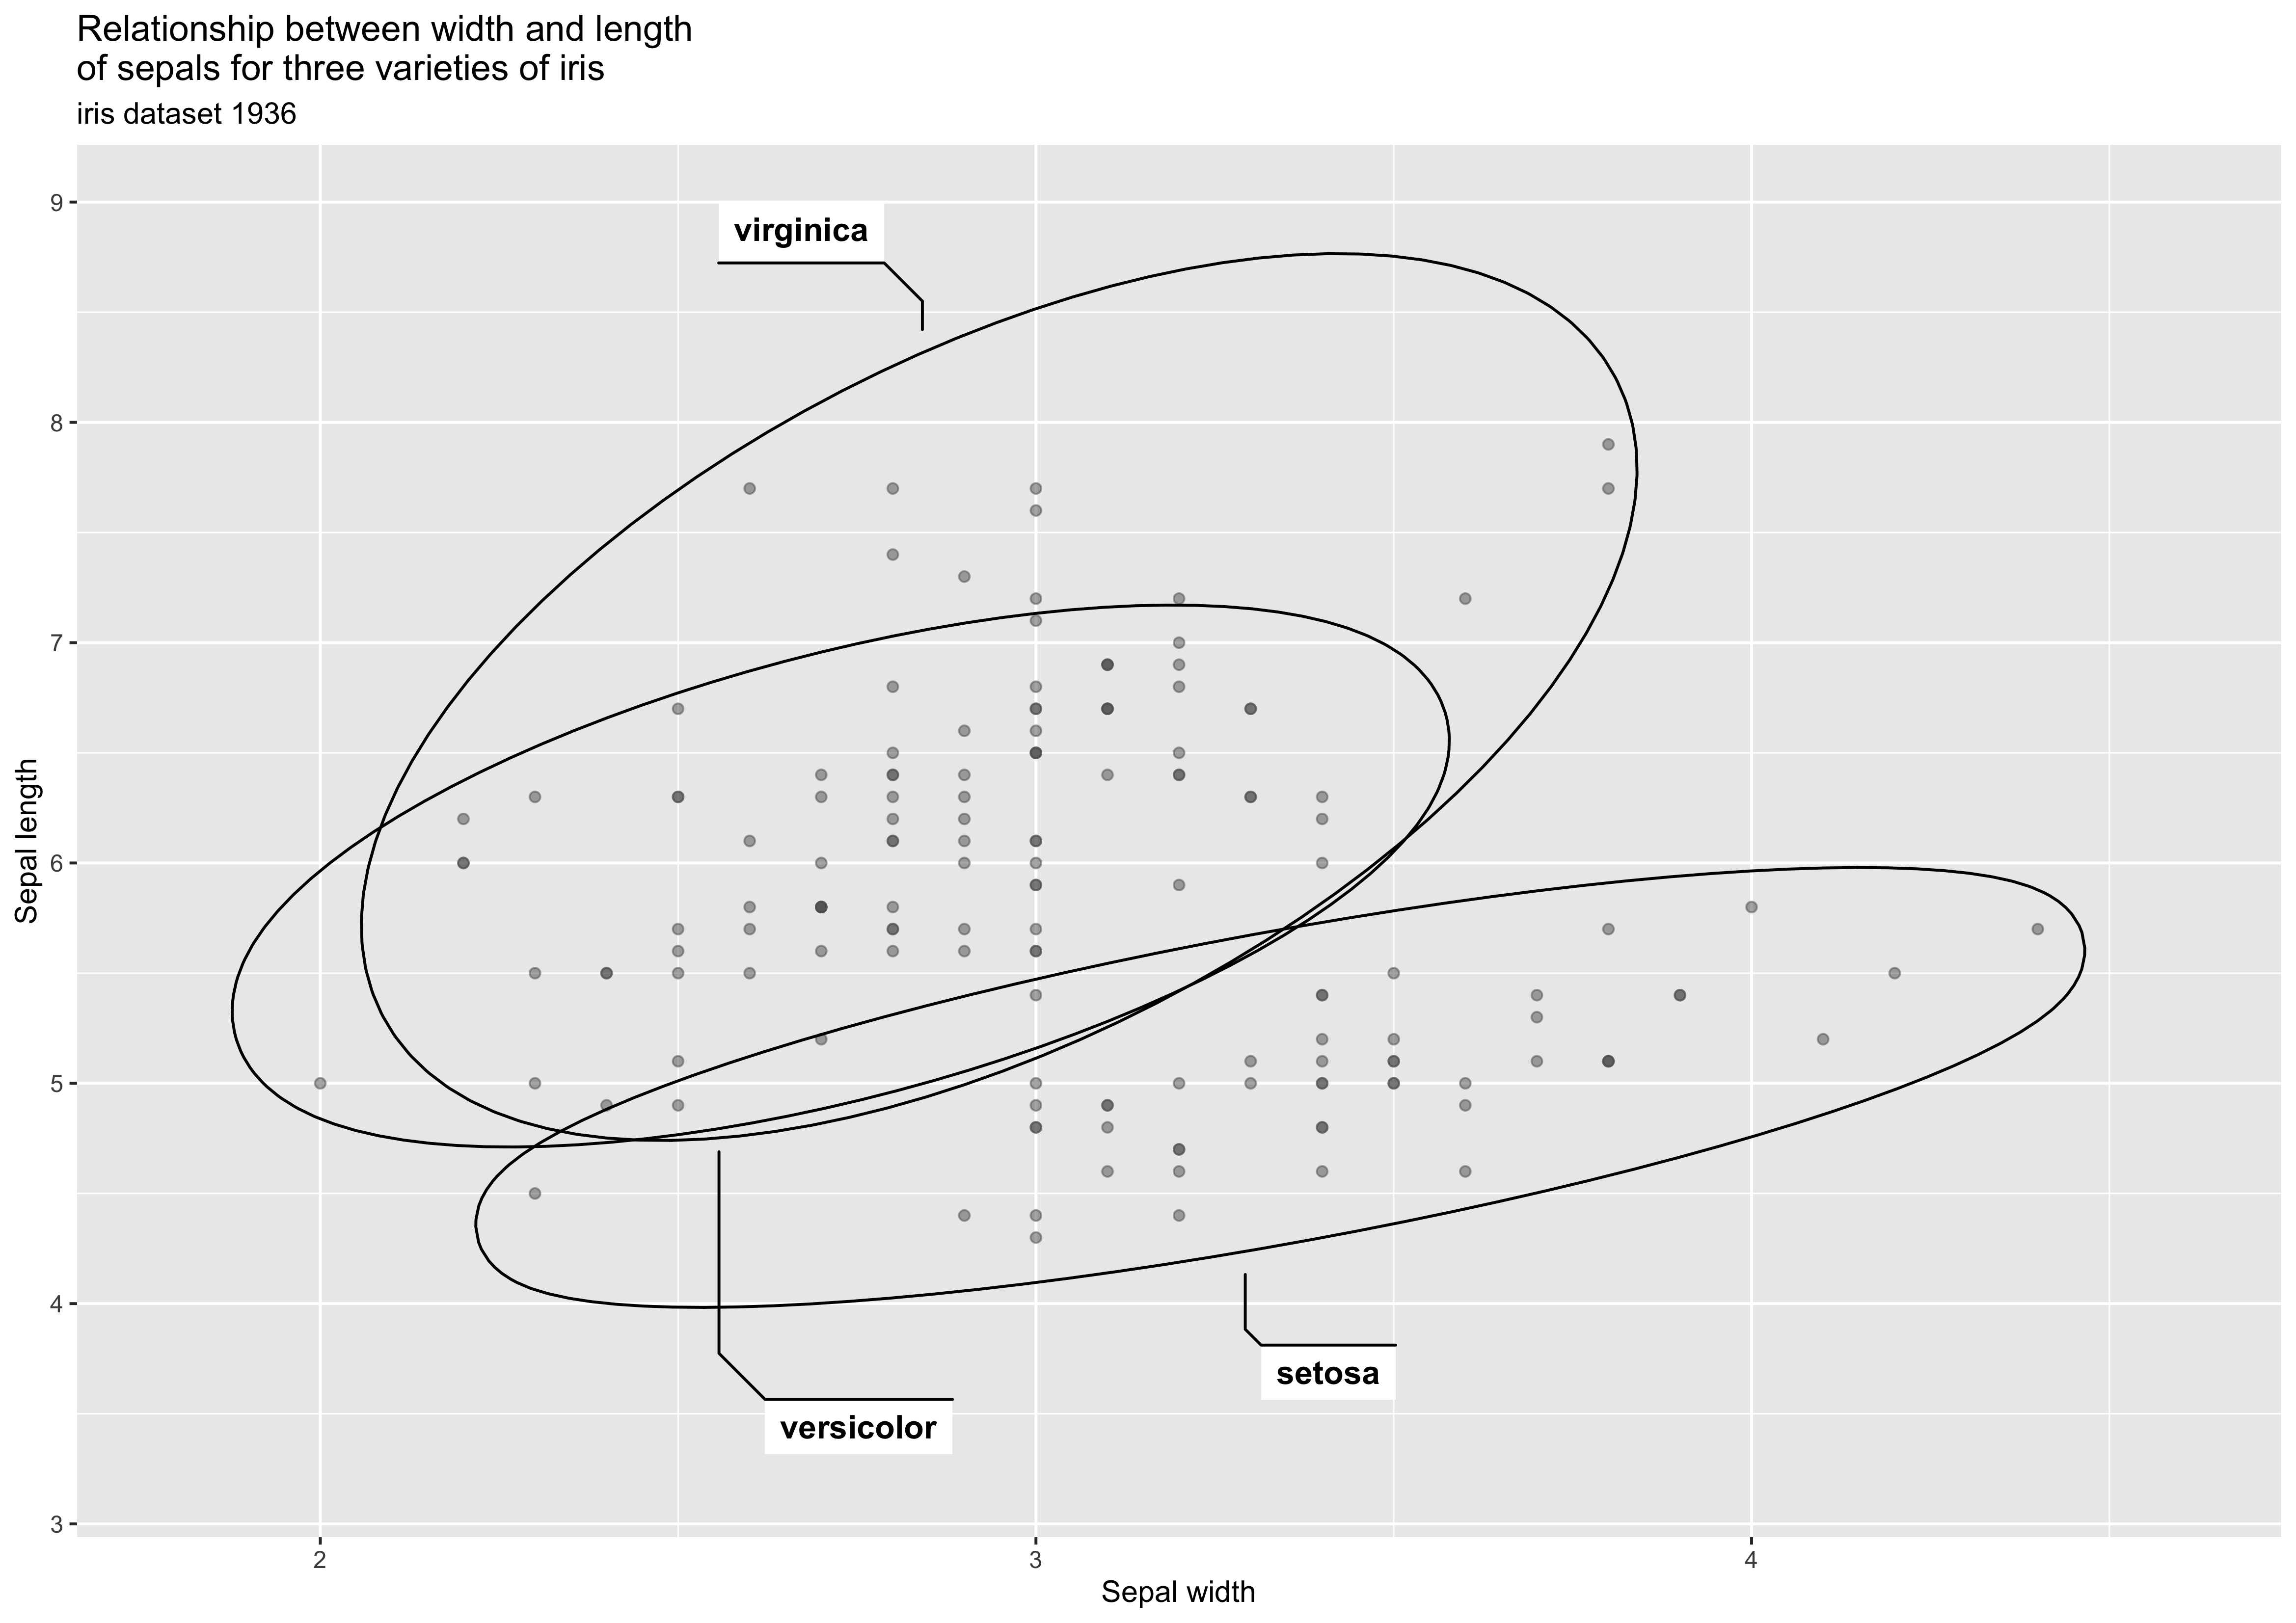 Relationship between width and length
of sepals for three varieties of iris
iris dataset 1936
9
virginica
8
7
Sepal length
6
5
4
setosa
versicolor
3
2
3
4
Sepal width